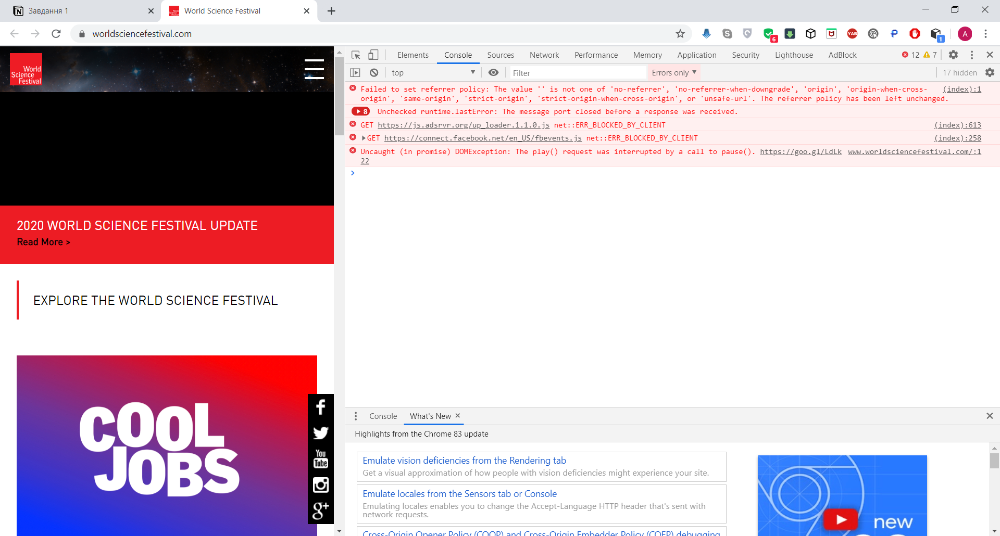 Завдання 1
World Science Festival
worldsciencefestival.com
6
YAB
1
A
World
Science
Festival
2020 WORLD SCIENCE FESTIVAL UPDATE
Read More >
EXPLORE THE WORLD SCIENCE FESTIVAL
COOL
JOBS
You
Tube
g+
Elements Console Sources Network Performance Memory Application Security Lighthouse AdBlock 12 7
top Filter Errors only 17 hidden
Failed to set referrer policy: The value '' is not one of 'no-referrer', 'no-referrer-when-downgrade', 'origin', 'origin-when-cross- (index):1
origin', 'same-origin', 'strict-origin', 'strict-origin-when-cross-origin', or 'unsafe-url'. The referrer policy has been left unchanged.
8 Unchecked runtime.lastError: The message port closed before a response was received.
GET https://js.adsrvr.org/up_loader.1.1.0.js net::ERR_BLOCKED_BY_CLIENT (index):613
GET https://connect.facebook.net/en_US/fbevents.js net::ERR_BLOCKED_BY_CLIENT (index):258
Uncaught (in promise) DOMException: The play() request was interrupted by a call to pause(). https://goo.gl/LdLk www.worldsciencefestival.com/:1
22
Console What's New
Highlights from the Chrome 83 update
Emulate vision deficiencies from the Rendering tab
Get a visual approximation of how people with vision deficiencies might experience your site.
Emulate locales from the Sensors tab or Console
Emulating locales enables you to change the Accept-Language HTTP header that's sent with
network requests.
Cross-Origin Opener Policy (COOP) and Cross-Origin Embedder Policy (COEP) debugging
new